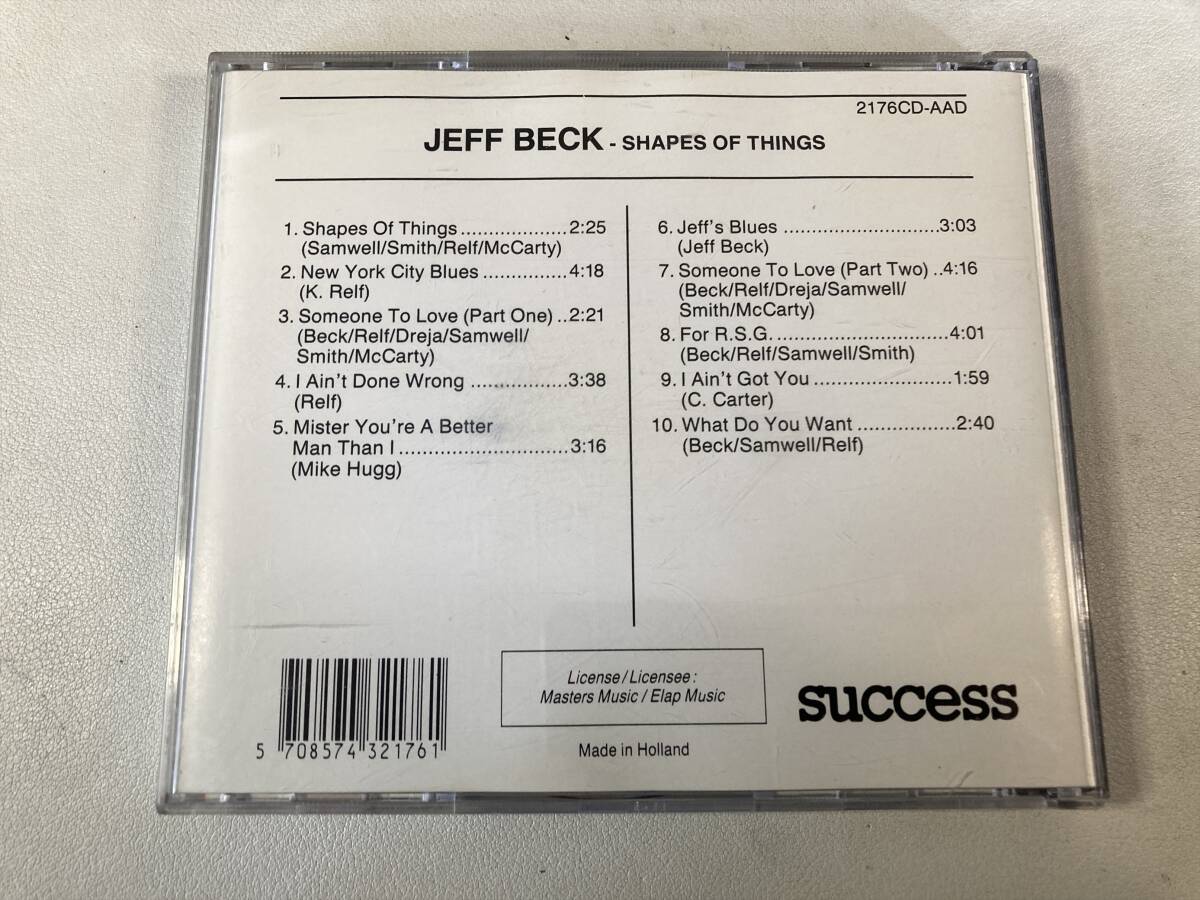 2176CD-AAD
JEFF BECK - SHAPES OF THINGS
1. Shapes Of Things...................2:25
(Samwell/Smith/Relf/McCarty)
2. New York City Blues ...............4:18
(K. Relf)
3. Someone To Love (Part One) ..2:21
(Beck/Relf/Dreja/Samwell/
Smith/McCarty)
4. I Ain't Done Wrong .................3:38
(Relf)
5. Mister You're A Better
Man Than I..............................3:16
(Mike Hugg)
6. Jeff's Blues ...........................3:03
(Jeff Beck)
7. Someone To Love (Part Two) ..4:16
(Beck/Relf/Dreja/Samwell/
Smith/McCarty)
8. For R.S.G. ..............................4:01
(Beck/Relf/Samwell/Smith)
9. I Ain't Got You ........................1:59
(C. Carter)
10. What Do You Want .................2:40
(Beck/Samwell/Relf)
License/Licensee:
Masters Music / Elap Music
success
5 708574 321761
Made in Holland